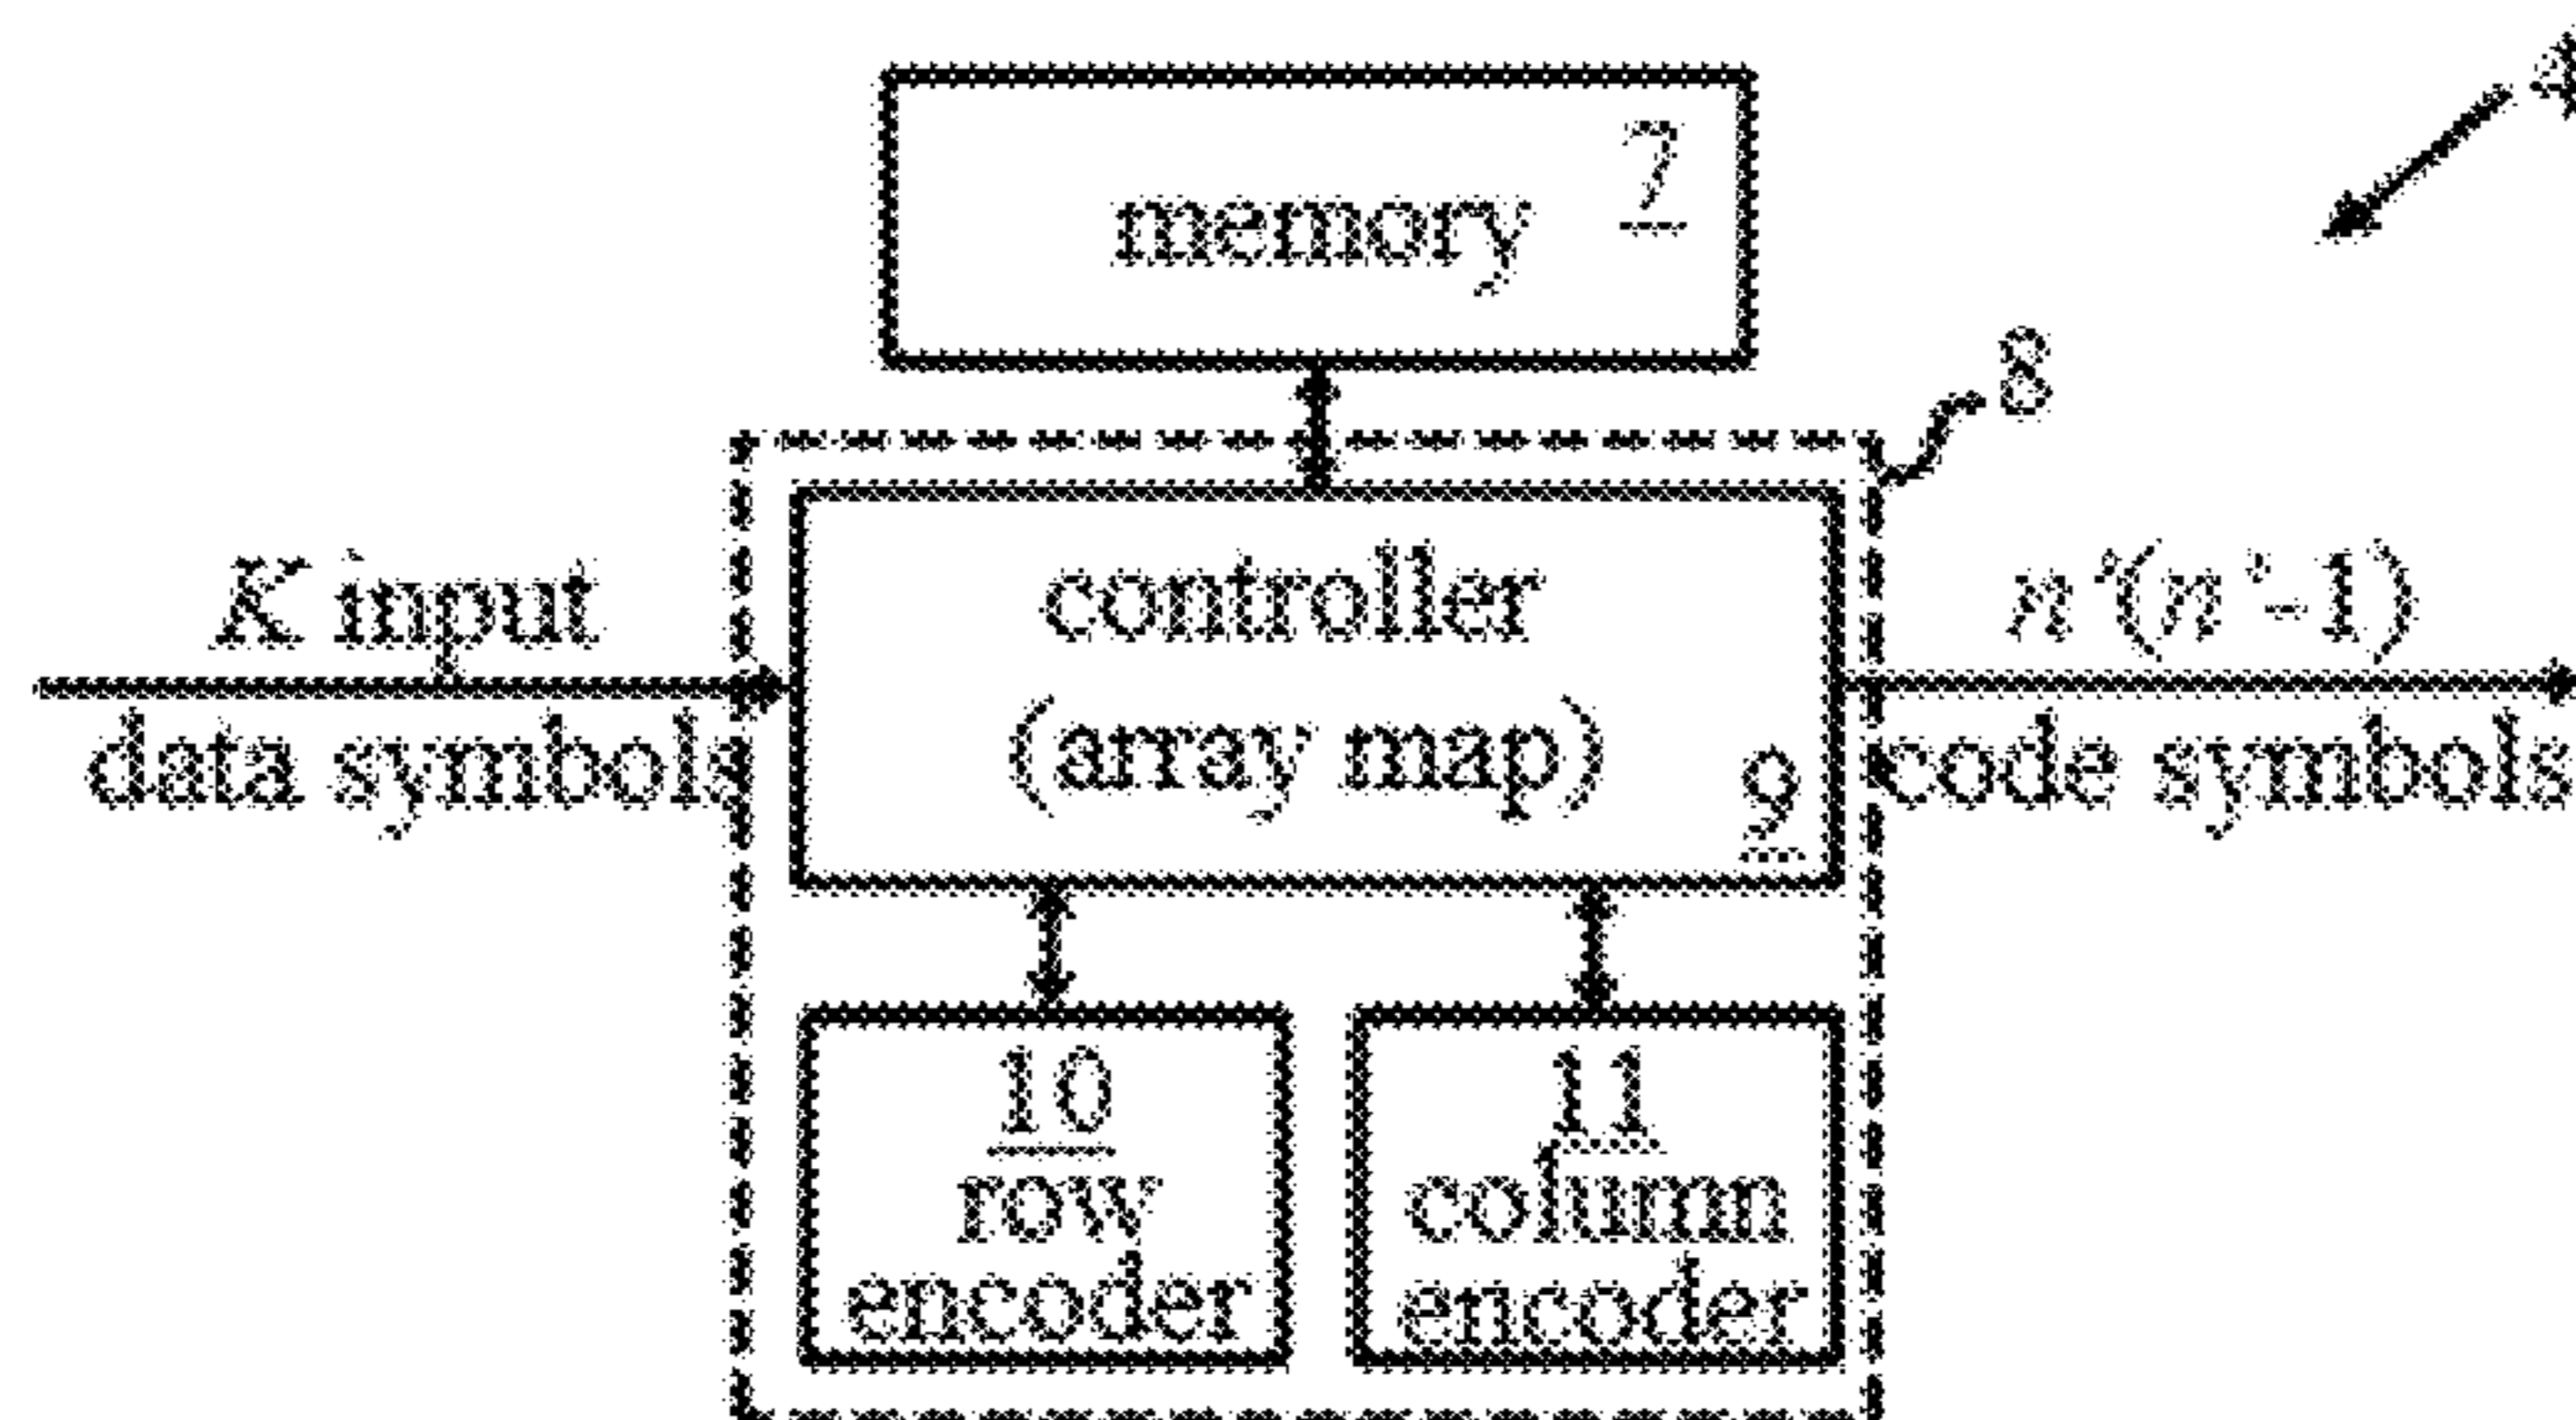 memory 7
8
K input
data symbols
controller
(array map)
9
n'(n'-1)
code symbols
10
row
encoder
11
column
encoder